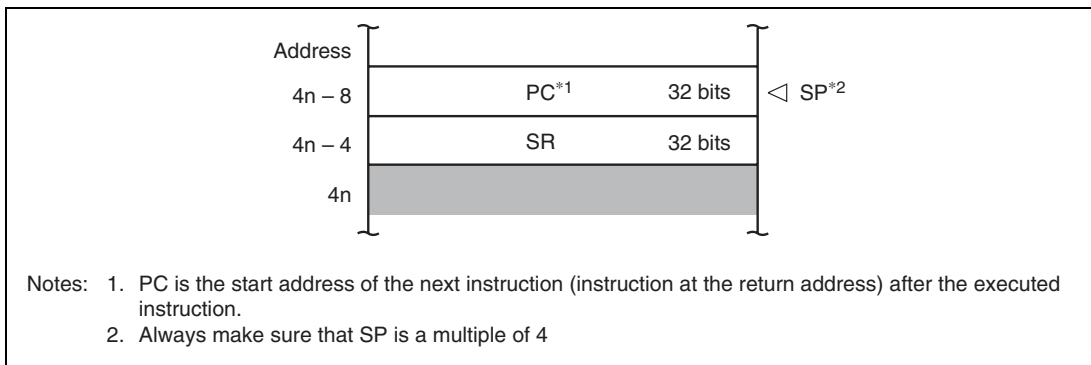 Address
4n – 8 PC*1 32 bits SP*2
4n – 4 SR 32 bits
4n
Notes: 1. PC is the start address of the next instruction (instruction at the return address) after the executed
instruction.
2. Always make sure that SP is a multiple of 4